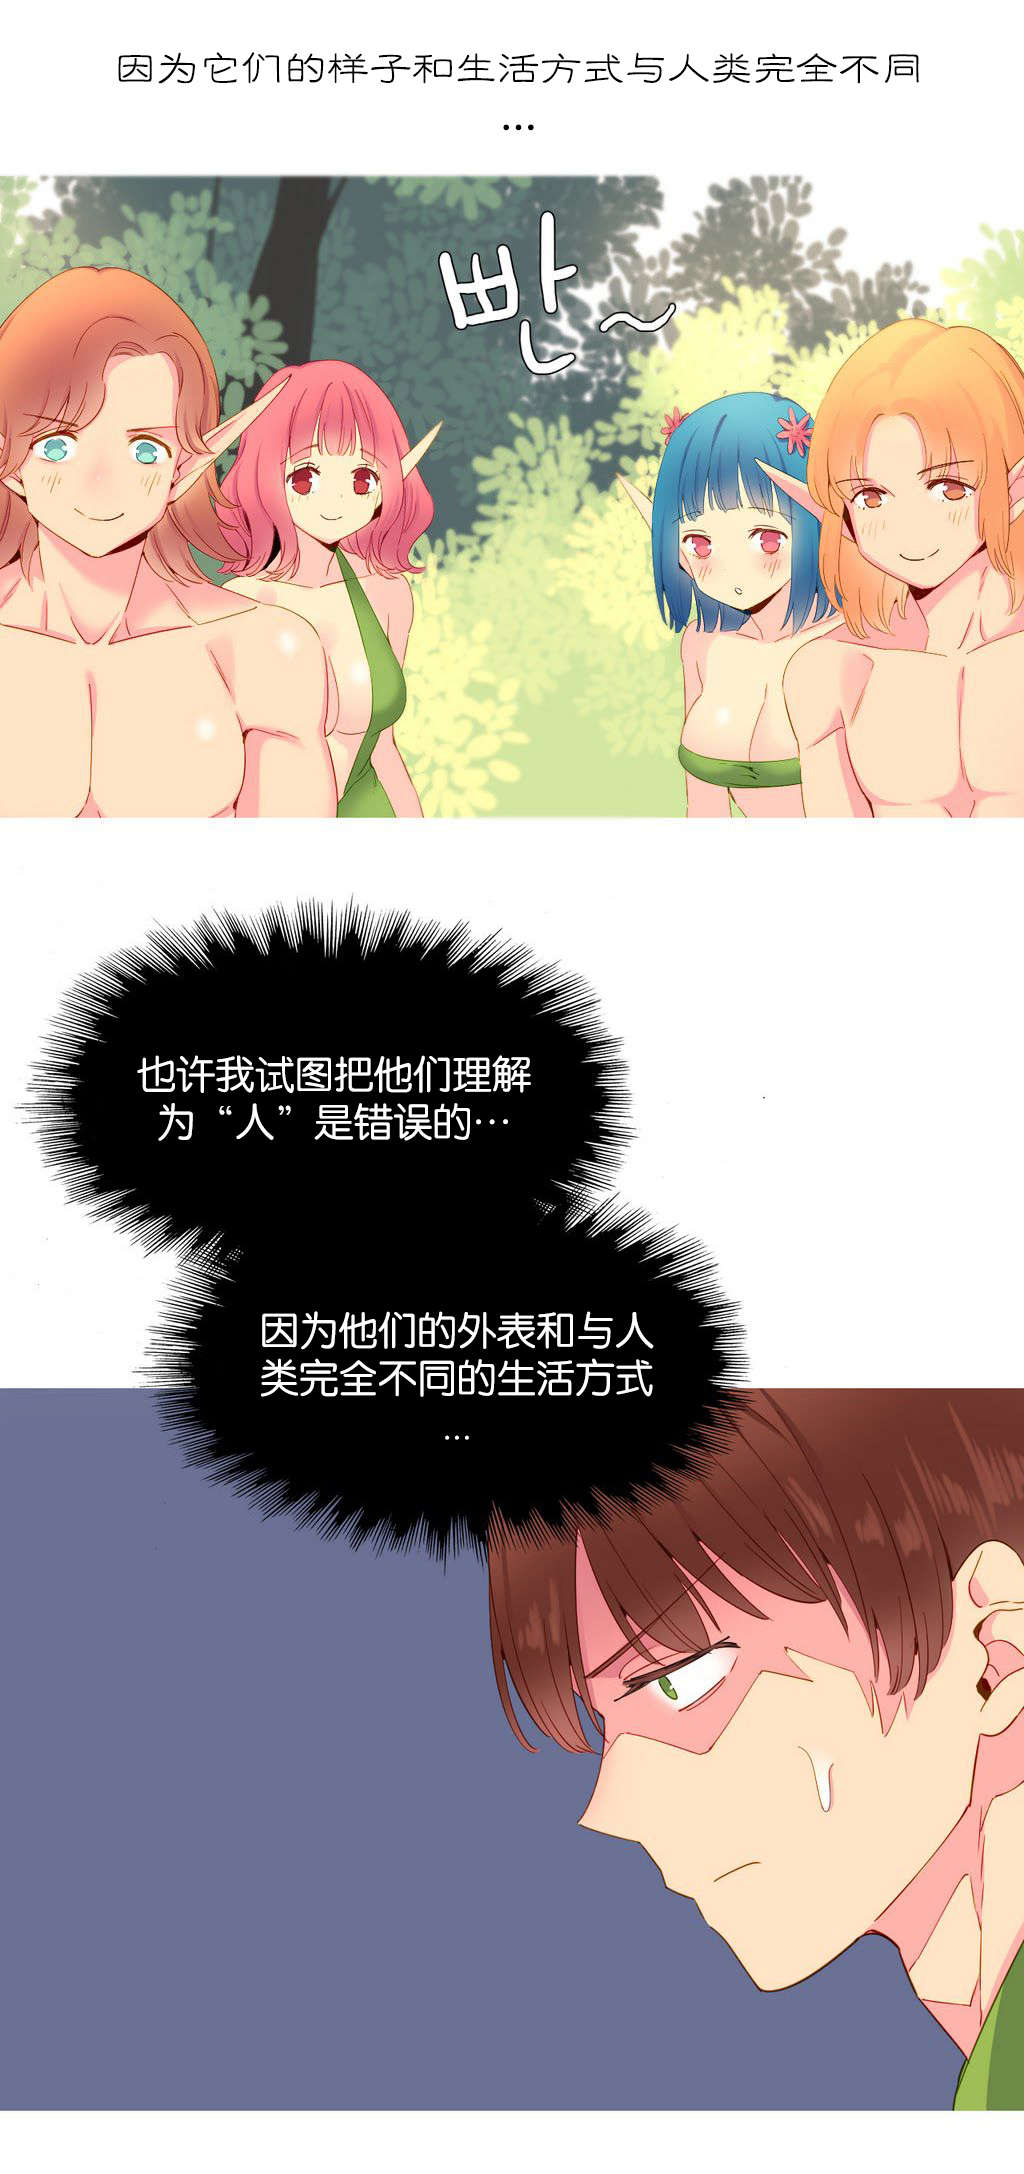 因为它们的样子和生活方式与人类完全不同
…
빤~
也许我试图把他们理解
为“人”是错误的…
因为他们的外表和与人
类完全不同的生活方式
…